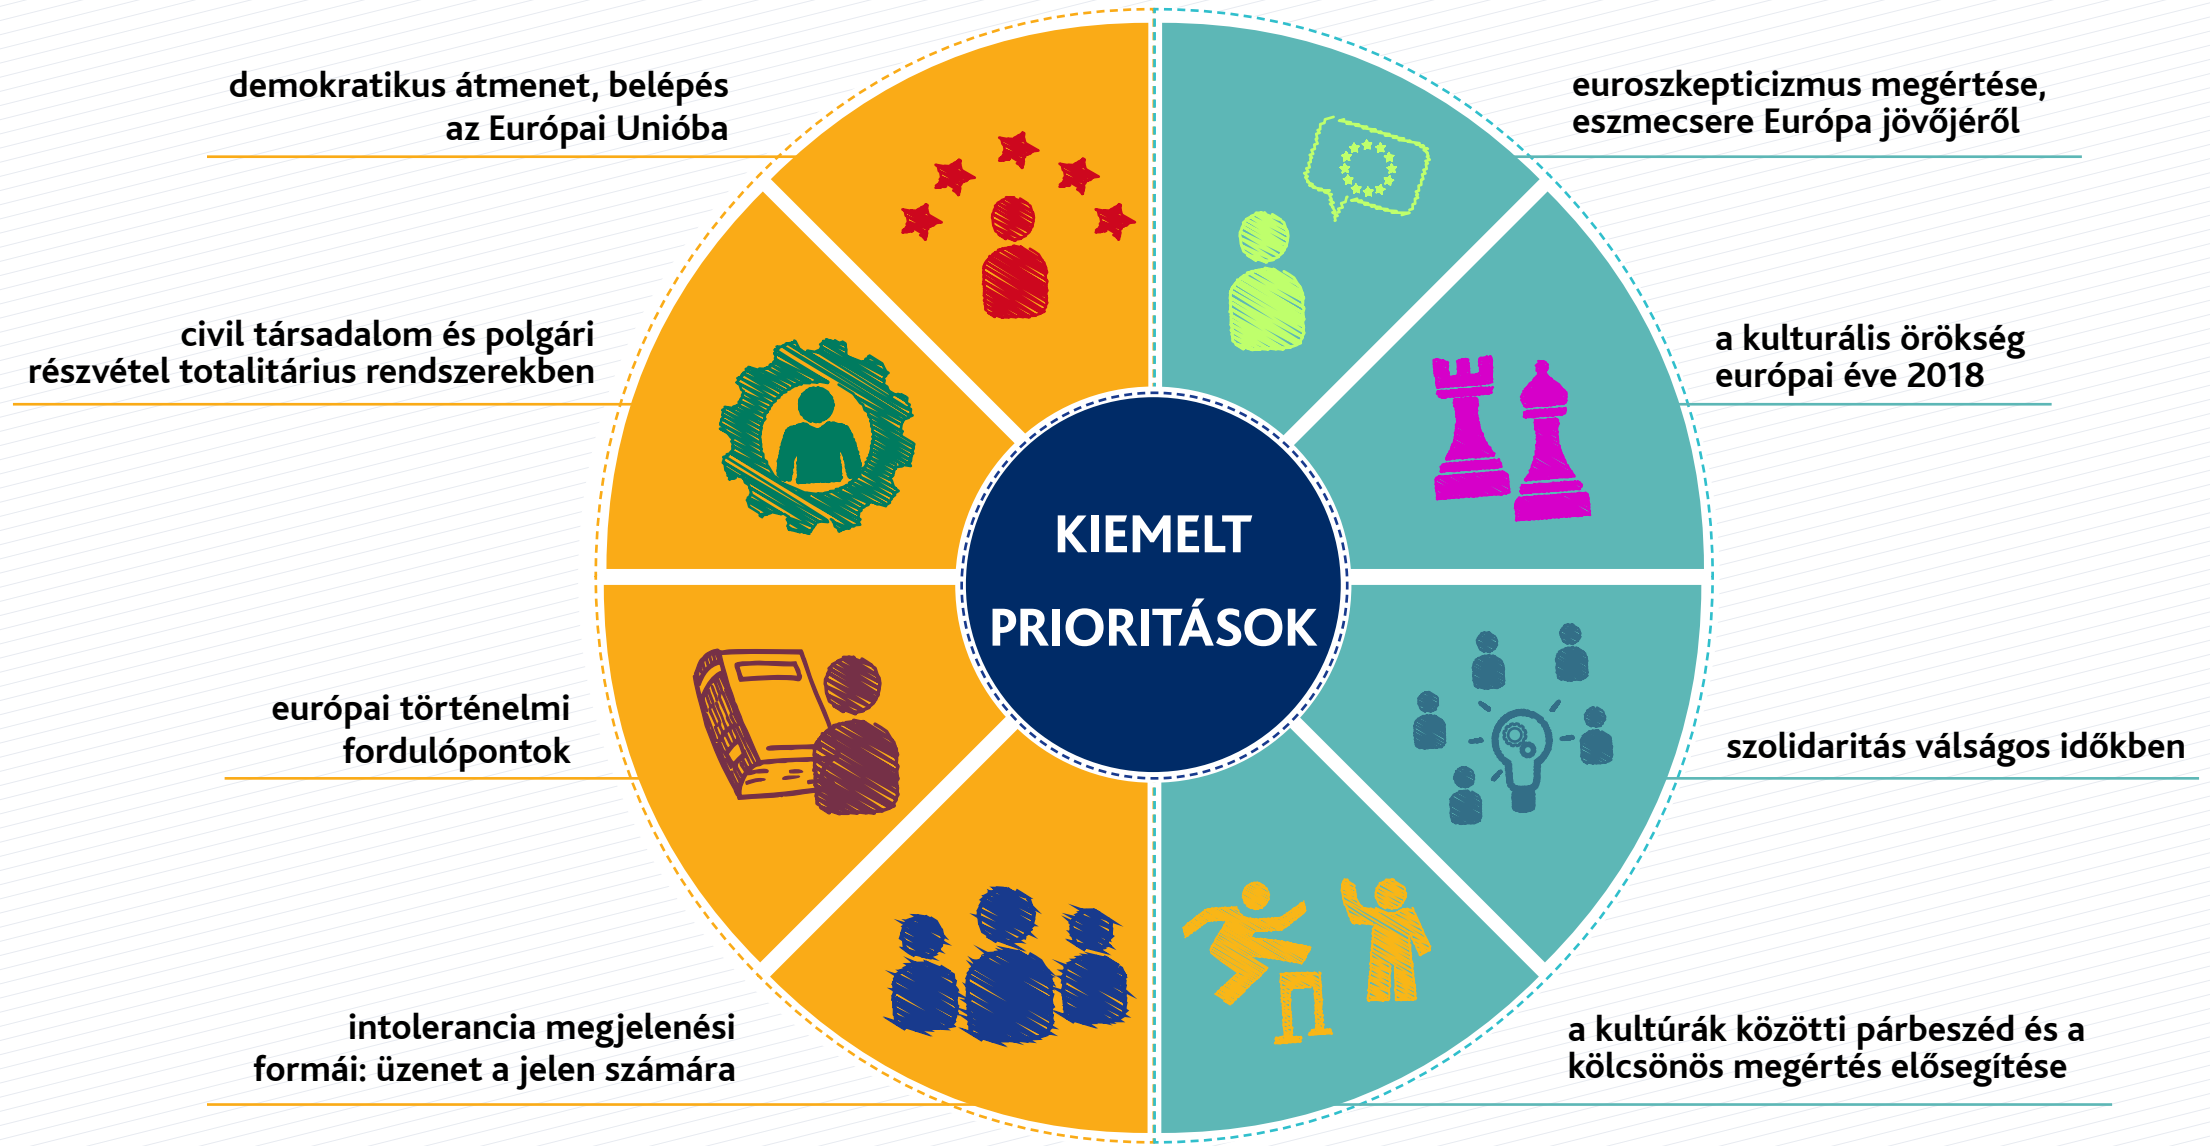 demokratikus átmenet, belépés
az Európai Unióba
civil társadalom és polgári
részvétel totalitárius rendszerekben
európai történelmi
fordulópontok
intolerancia megjelenési
formái: üzenet a jelen számára
KIEMELT
PRIORITÁSOK
euroszkepticizmus megértése,
eszmecsere Európa jövőjéről
a kulturális örökség
európai éve 2018
szolidaritás válságos időkben
a kultúrák közötti párbeszéd és a
kölcsönös megértés elősegítése